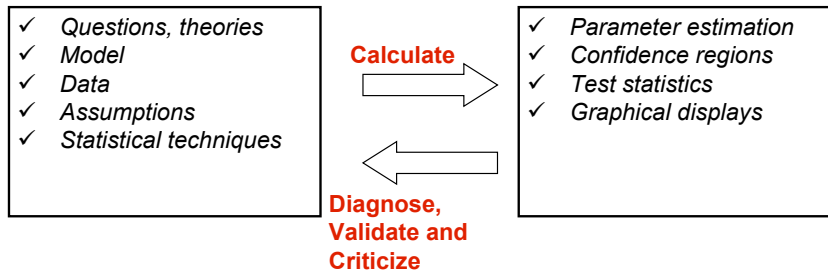 ✓ Questions, theories
✓ Model
✓ Data
✓ Assumptions
✓ Statistical techniques
Calculate
Diagnose,
Validate and
Criticize
✓ Parameter estimation
✓ Confidence regions
✓ Test statistics
✓ Graphical displays